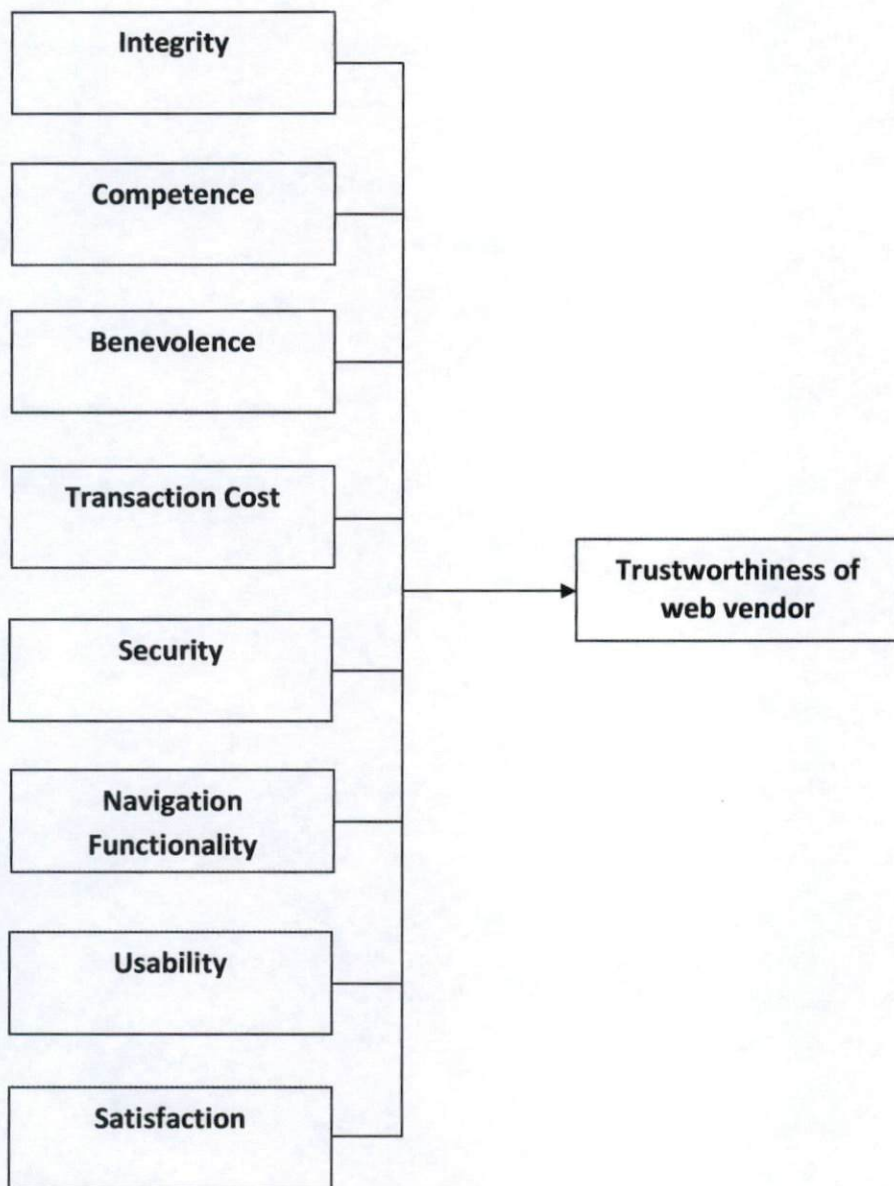 Integrity
Competence
Benevolence
Transaction Cost
Security
Navigation
Functionality
Usability
Satisfaction
Trustworthiness of
web vendor